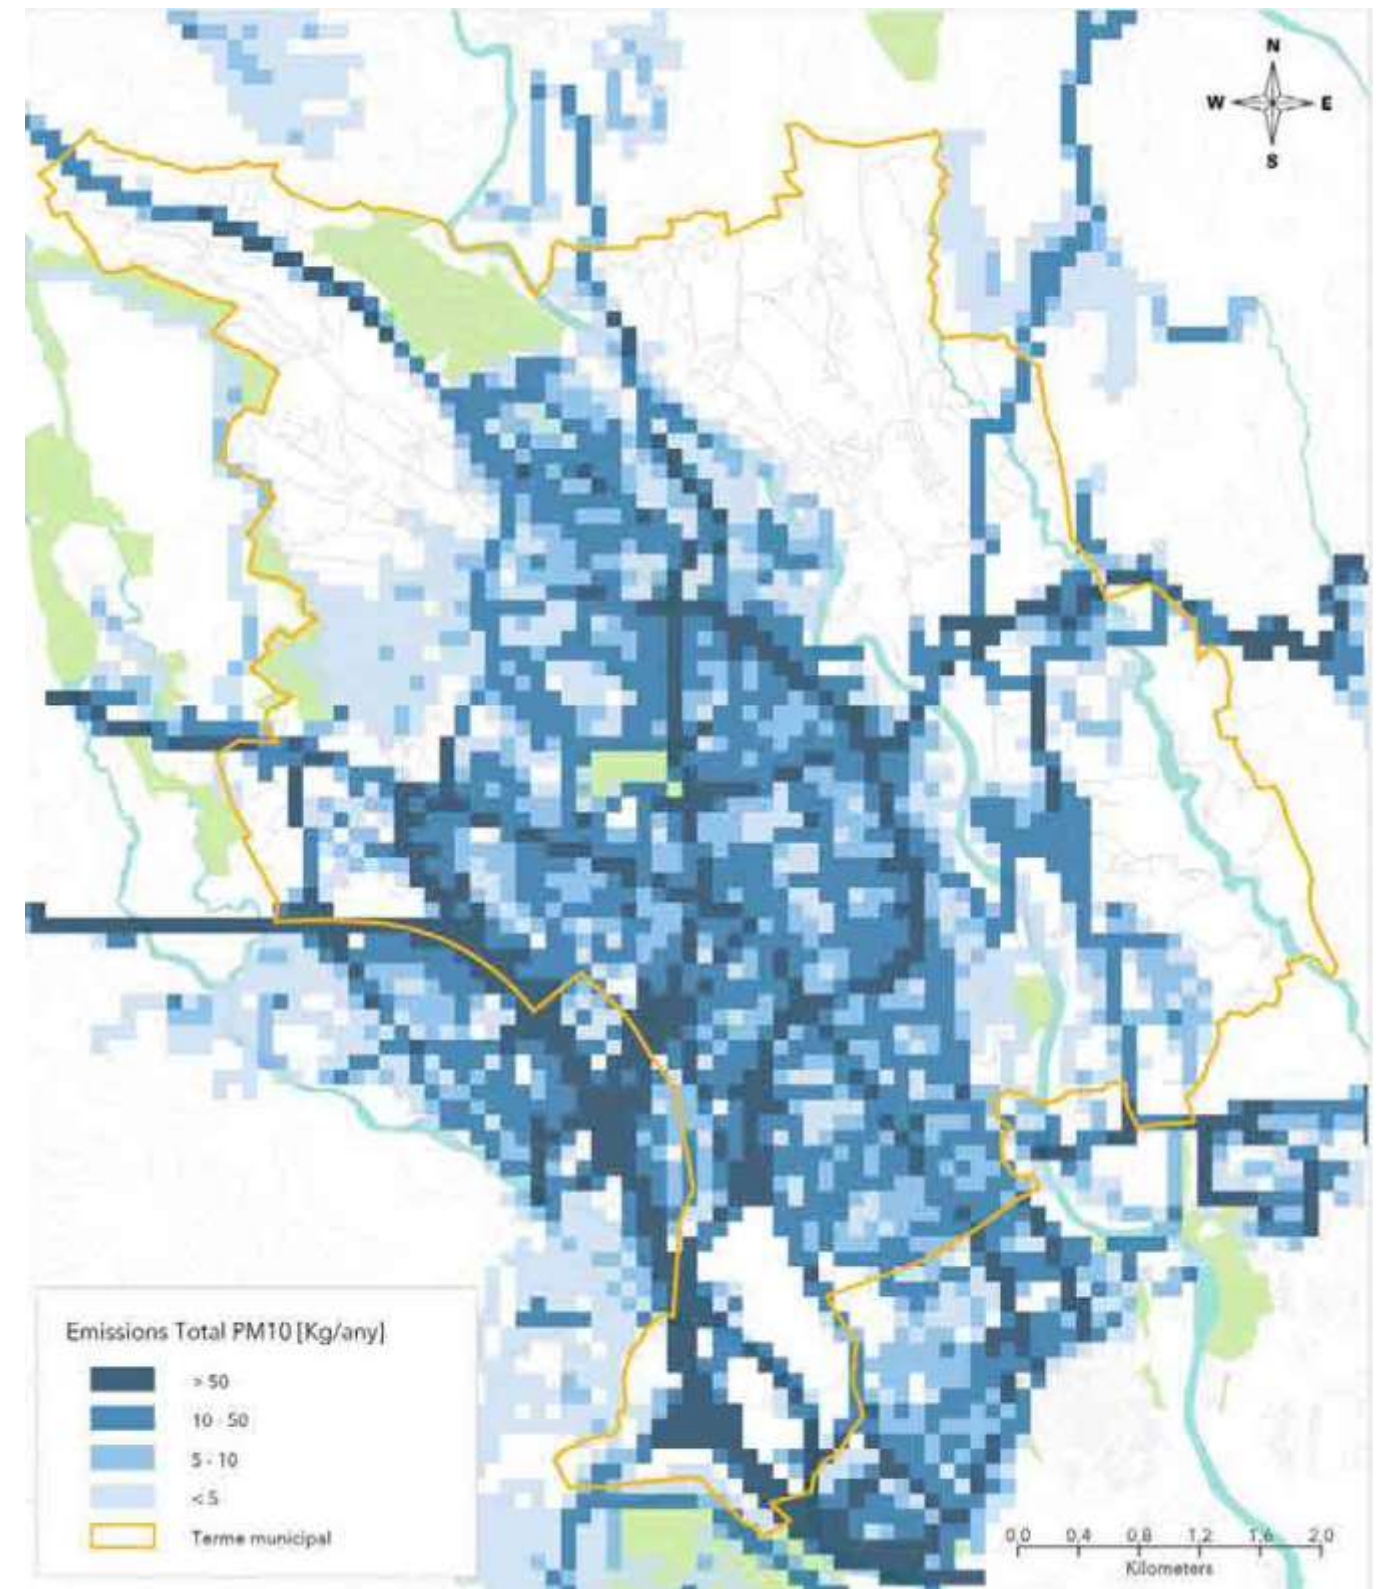 N
W E
S
Emissions Total PM10 [Kg/any]
> 50
10 - 50
5 - 10
< 5
Terme municipal
0,0 0,4 0,8 1,2 1,6 2,0
Kilometers